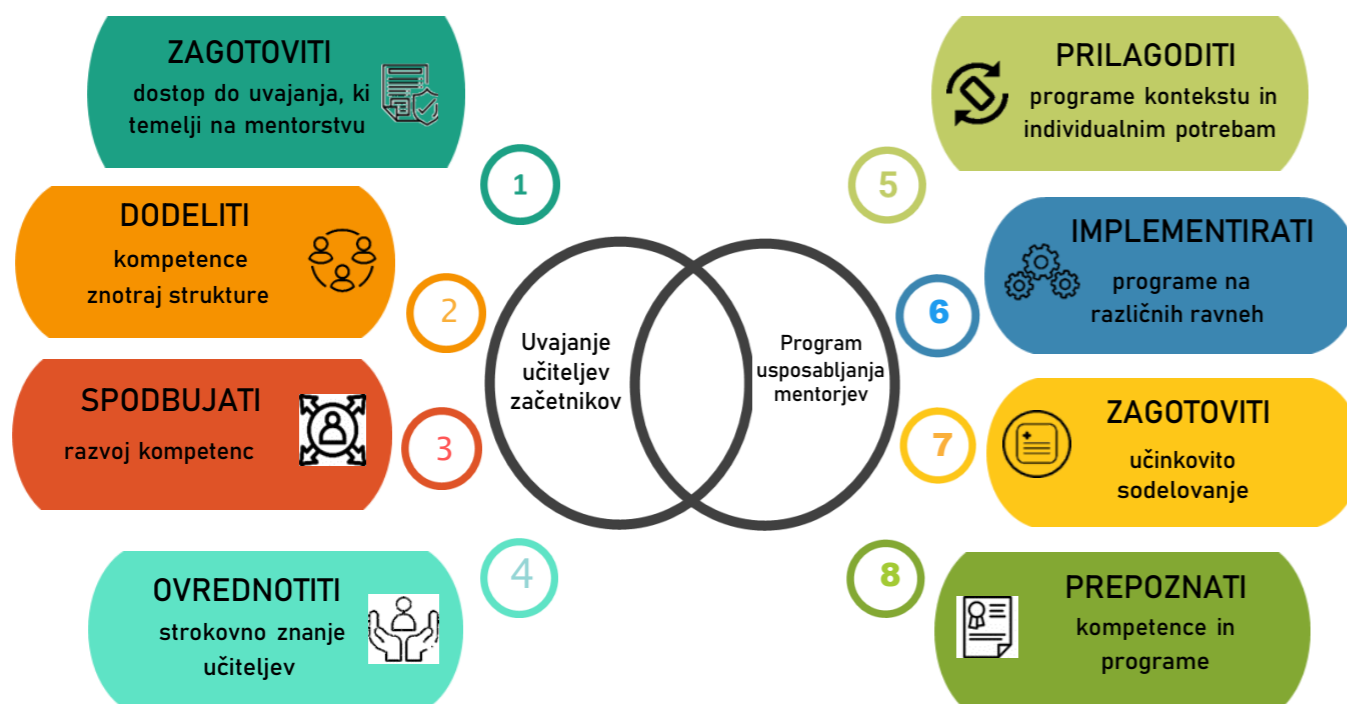 ZAGOTOVITI
dostop do uvajanja, ki
temelji na mentorstvu
1
DODELITI
kompetence
znotraj strukture
2
SPODBUJATI
razvoj kompetenc
3
OVREDNOTITI
strokovno znanje
učiteljev
4
Uvajanje
učiteljev
začetnikov
Program
usposabljanja
mentorjev
PRILAGODITI
programe kontekstu in
individualnim potrebam
5
IMPLEMENTIRATI
programe na
različnih ravneh
6
ZAGOTOVITI
učinkovito
sodelovanje
7
PREPOZNATI
kompetence in
programe
8